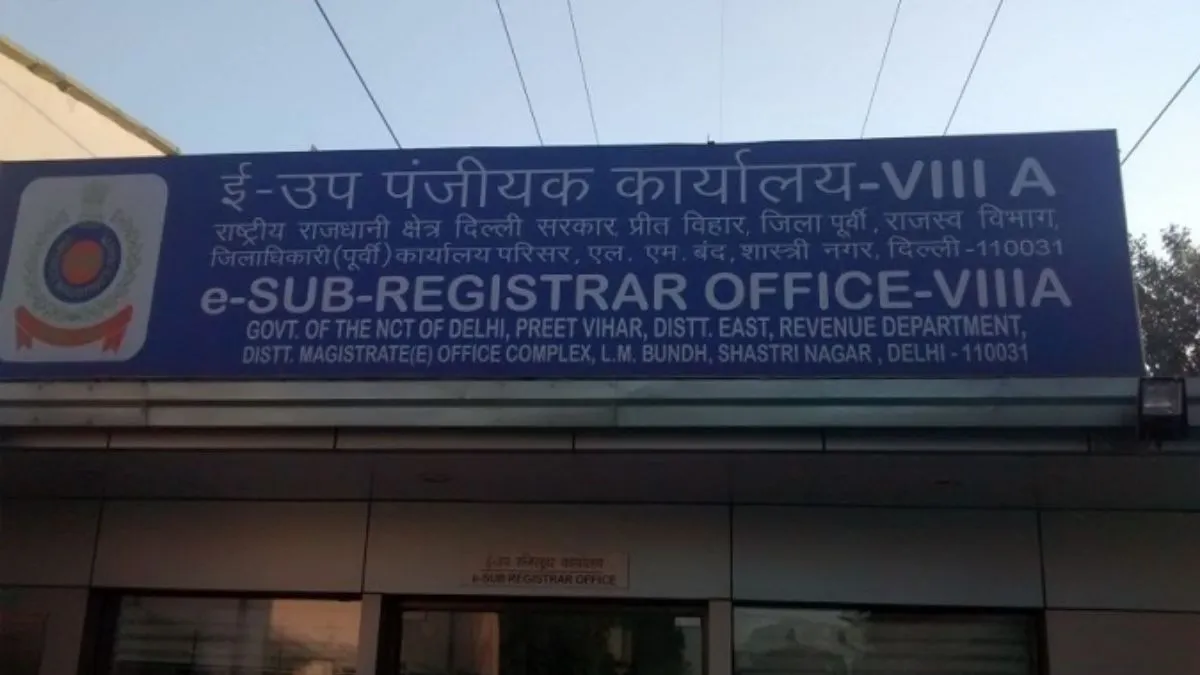 ई-उप पंजीयक कार्यालय-VIII A
राष्ट्रीय राजधानी क्षेत्र दिल्ली सरकार प्रीत विहार, जिला पूर्वी, राजस्व विभाग,
जिलाधिकारी(पूर्वी) कार्यालय परिसर, एल. एम. बंद, शास्त्री नगर, दिल्ली -110031
e-SUB-REGISTRAR OFFICE-VIIIA
GOVT. OF THE NCT OF DELHI, PREET VIHAR, DISTT. EAST, REVENUE DEPARTMENT,
DISTT. MAGISTRATE(E) OFFICE COMPLEX, L.M. BUNDH, SHASTRI NAGAR , DELHI - 110031
ई-उप
e-SUB REGISTRAR OFFICE